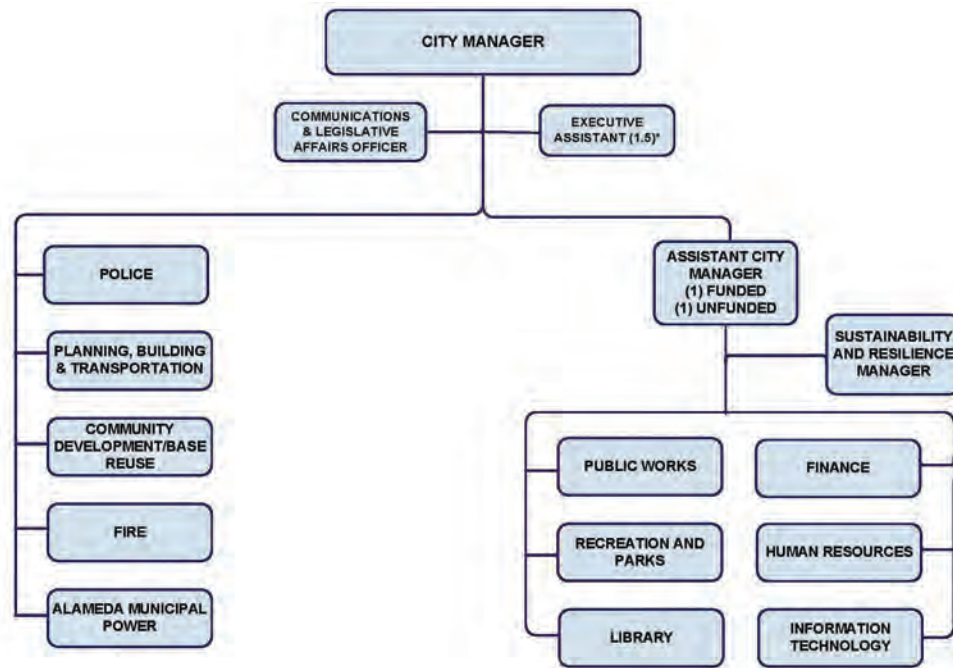 CITY MANAGER
COMMUNICATIONS
& LEGISLATIVE
AFFAIRS OFFICER
EXECUTIVE
ASSISTANT (1.5)*
POLICE
PLANNING, BUILDING
& TRANSPORTATION
COMMUNITY
DEVELOPMENT/BASE
REUSE
FIRE
ALAMEDA MUNICIPAL
POWER
ASSISTANT CITY
MANAGER
(1) FUNDED
(1) UNFUNDED
SUSTAINABILITY
AND RESILIENCE
MANAGER
PUBLIC WORKS
FINANCE
RECREATION AND
PARKS
HUMAN RESOURCES
LIBRARY
INFORMATION
TECHNOLOGY